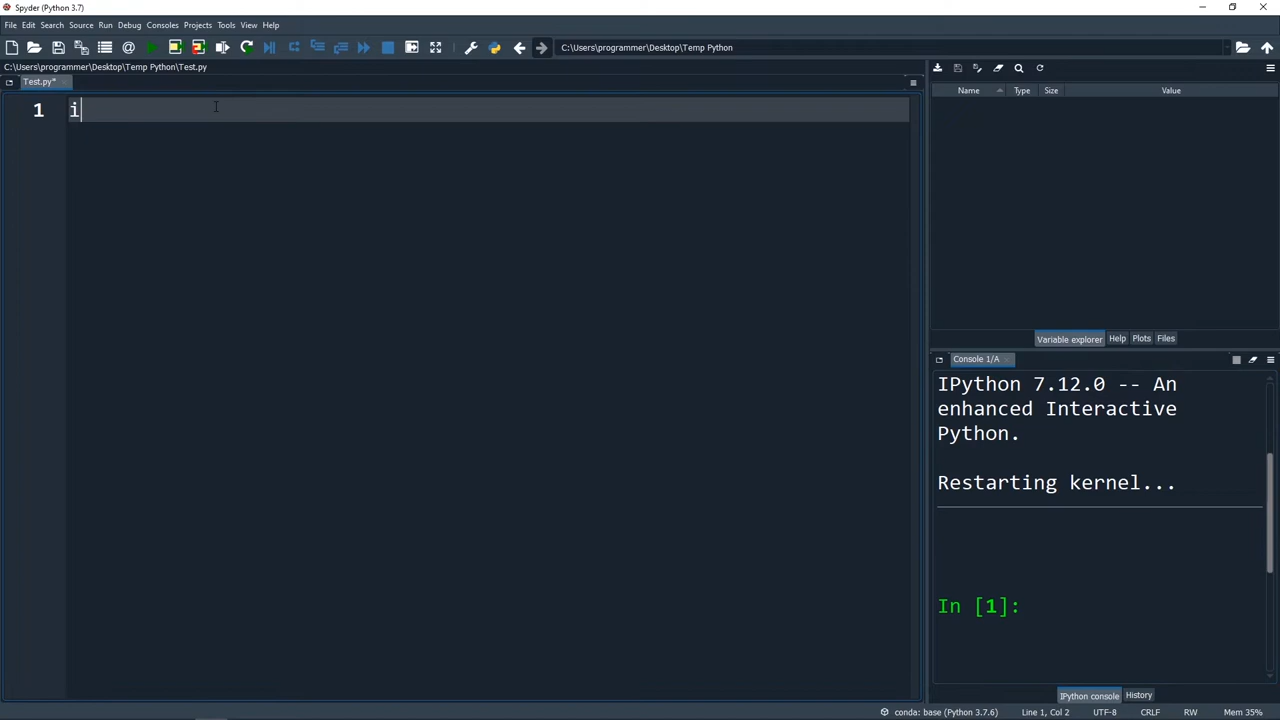 Spyder (Python 3.7)
File Edit Search Source Run Debug Consoles Projects Tools View Help
C:\Users\programmer\Desktop\Temp Python
C:\Users\programmer\Desktop\Temp Python\Test.py
Test.py*
1 i
Name Type Size Value
Variable explorer Help Plots Files
Console 1/A
IPython 7.12.0 -- An
enhanced Interactive
Python.
Restarting kernel...
In [1]:
IPython console History
conda: base (Python 3.7.6) Line 1, Col 2 UTF-8 CRLF RW Mem 35%